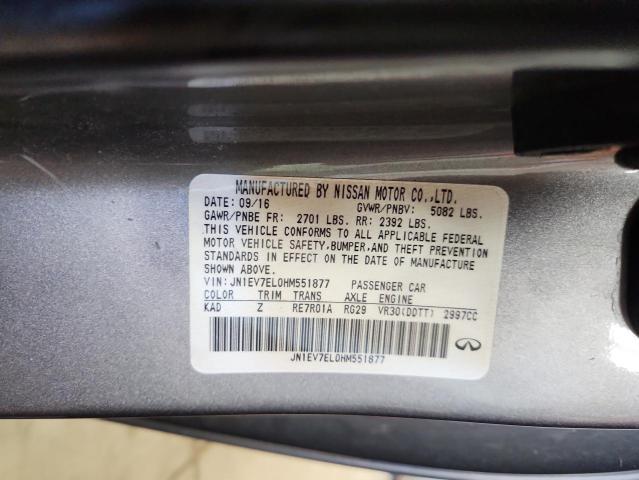 MANUFACTURED BY NISSAN MOTOR CO.,LTD.
DATE: 09/16 GVWR/PNBV: 5082 LBS.
GAWR/PNBE FR: 2701 LBS. RR: 2392 LBS.
THIS VEHICLE CONFORMS TO ALL APPLICABLE FEDERAL
MOTOR VEHICLE SAFETY,BUMPER,AND THEFT PREVENTION
STANDARDS IN EFFECT ON THE DATE OF MANUFACTURE
SHOWN ABOVE.
VIN: JN1EV7EL0HM551877 PASSENGER CAR
COLOR TRIM TRANS AXLE ENGINE
KAD Z RE7R01A RG29 VR30(DDTT) 2997CC
JN1EV7EL0HM551877